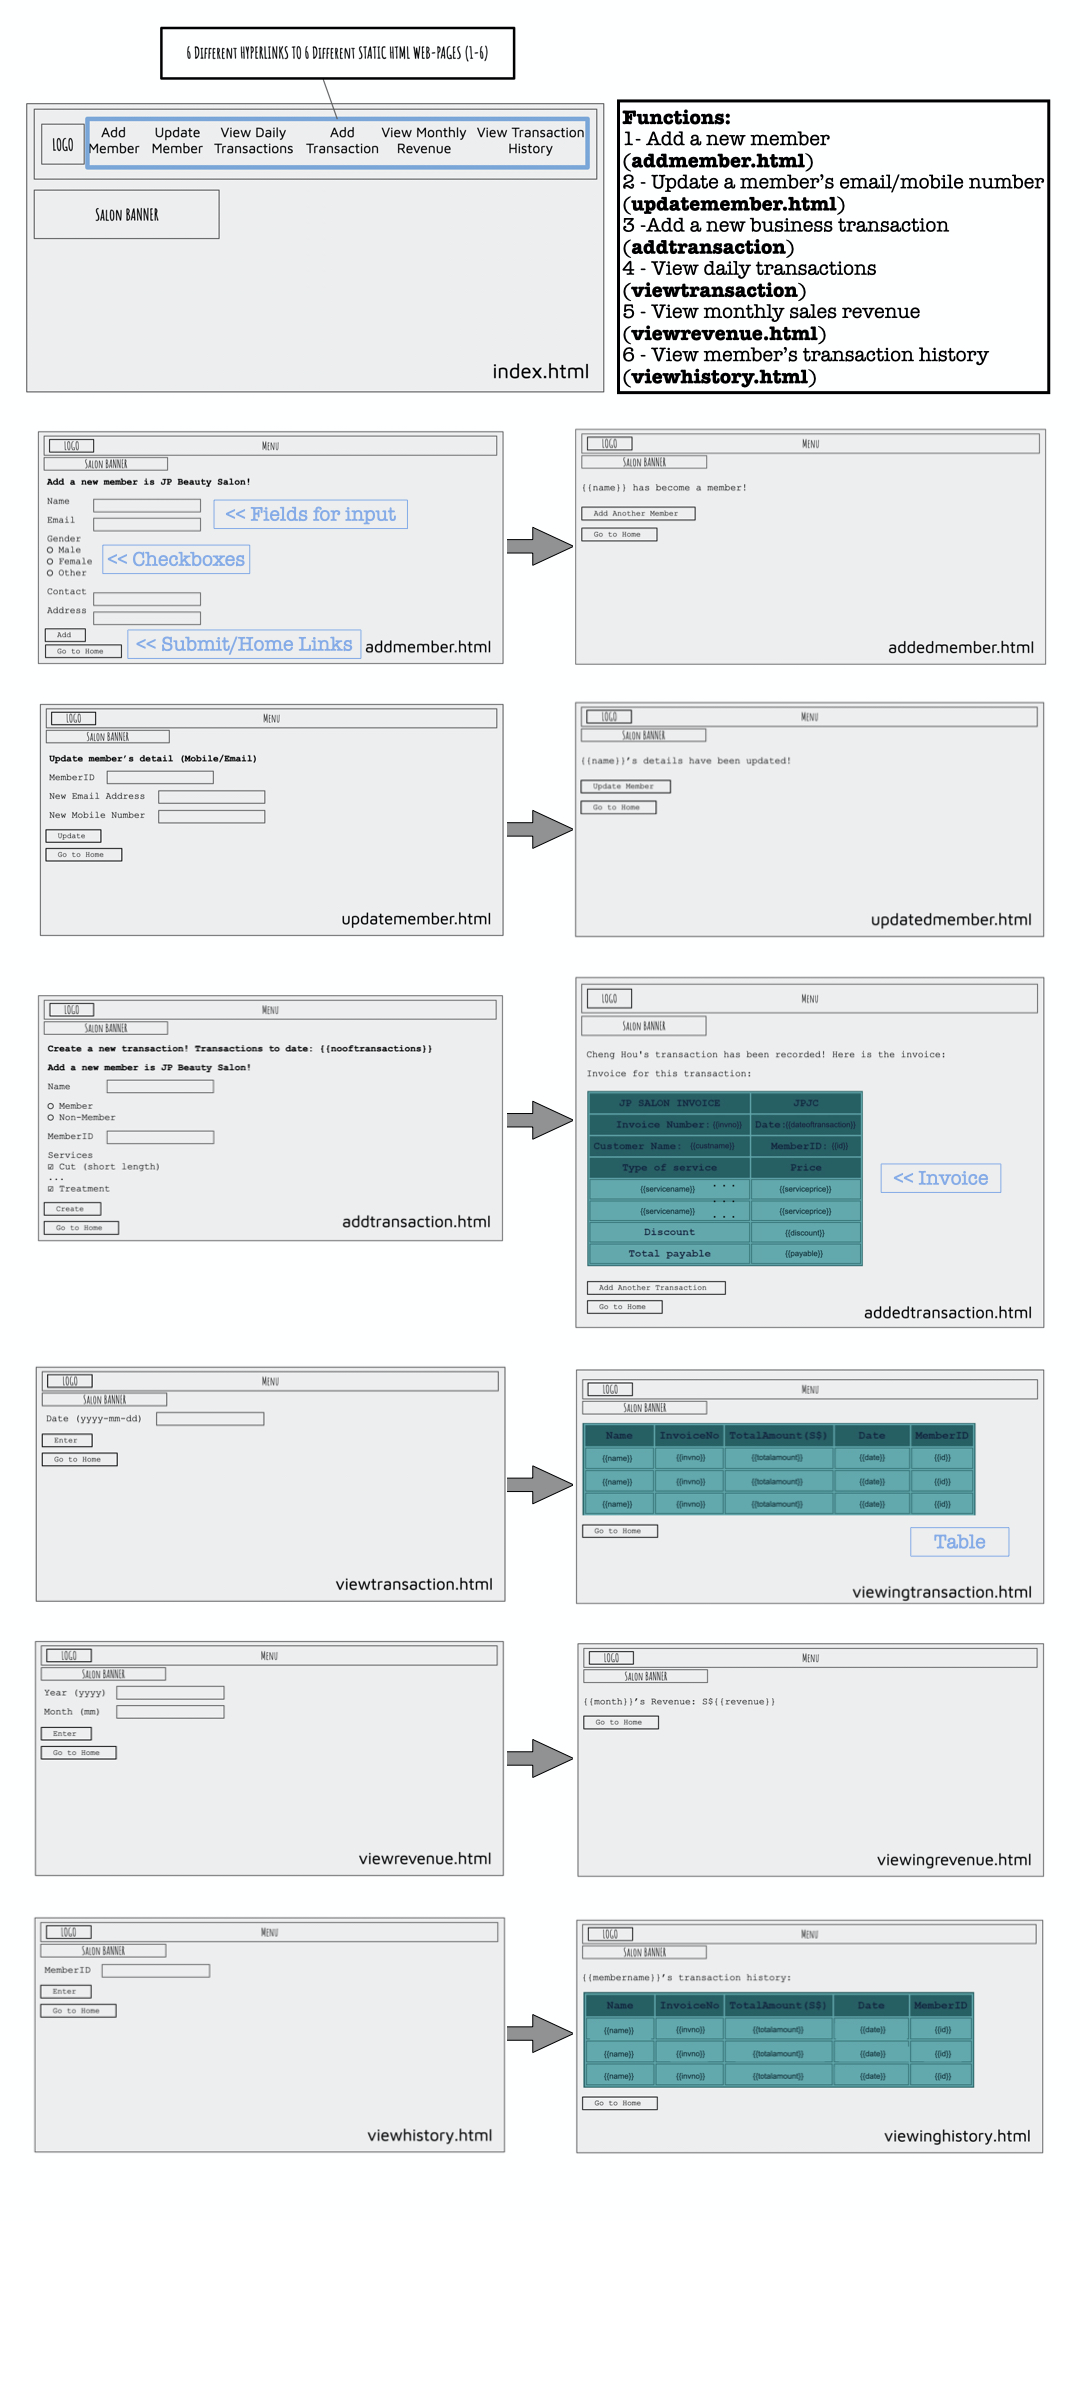 6 Different HYPERLINKS TO 6 Different STATIC HTML WEB-PAGES (1-6)
LOGO
Add Member
Update Member
View Daily Transactions
Add Transaction
View Monthly Revenue
View Transaction History
Salon BANNER
index.html
Functions:
1- Add a new member
(addmember.html)
2 - Update a member's email/mobile number
(updatemember.html)
3 -Add a new business transaction
(addtransaction)
4 - View daily transactions
(viewtransaction)
5 - View monthly sales revenue
(viewrevenue.html)
6 - View member's transaction history
(viewhistory.html)
LOGO Menu
Salon BANNER
Add a new member is JP Beauty Salon!
Name
<< Fields for input
Email
Gender
Male
Female
Other
<< Checkboxes
Contact
Address
Add
Go to Home
<< Submit/Home Links
addmember.html
LOGO Menu
Salon BANNER
{{name}} has become a member!
Add Another Member
Go to Home
addedmember.html
LOGO Menu
Salon BANNER
Update member's detail (Mobile/Email)
MemberID
New Email Address
New Mobile Number
Update
Go to Home
updatemember.html
LOGO Menu
Salon BANNER
{{name}}'s details have been updated!
Update Member
Go to Home
updatedmember.html
LOGO Menu
Salon BANNER
Create a new transaction! Transactions to date: {{nooftransactions}}
Add a new member is JP Beauty Salon!
Name
Member
Non-Member
MemberID
Services
Cut (short length)
...
Treatment
Create
Go to Home
addtransaction.html
LOGO Menu
Salon BANNER
Cheng Hou's transaction has been recorded! Here is the invoice:
Invoice for this transaction:
JP SALON INVOICE JPJC
Invoice Number: {{invno}} Date:{{dateoftransaction}}
Customer Name: {{custname}} MemberID: {{id}}
Type of service Price
{{servicename}} ... {{serviceprice}}
...
{{servicename}} ... {{serviceprice}}
Discount {{discount}}
Total payable {{payable}}
<< Invoice
Add Another Transaction
Go to Home
addedtransaction.html
LOGO Menu
Salon BANNER
Date (yyyy-mm-dd)
Enter
Go to Home
viewtransaction.html
LOGO Menu
Salon BANNER
Name InvoiceNo TotalAmount(S$) Date MemberID
{{name}} {{invno}} {{totalamount}} {{date}} {{id}}
{{name}} {{invno}} {{totalamount}} {{date}} {{id}}
{{name}} {{invno}} {{totalamount}} {{date}} {{id}}
Go to Home
Table
viewingtransaction.html
LOGO Menu
Salon BANNER
Year (yyyy)
Month (mm)
Enter
Go to Home
viewrevenue.html
LOGO Menu
Salon BANNER
{{month}}'s Revenue: S${{revenue}}
Go to Home
viewingrevenue.html
LOGO Menu
Salon BANNER
MemberID
Enter
Go to Home
viewhistory.html
LOGO Menu
Salon BANNER
{{membername}}'s transaction history:
Name InvoiceNo TotalAmount(S$) Date MemberID
{{name}} {{invno}} {{totalamount}} {{date}} {{id}}
{{name}} {{invno}} {{totalamount}} {{date}} {{id}}
{{name}} {{invno}} {{totalamount}} {{date}} {{id}}
Go to Home
viewinghistory.html